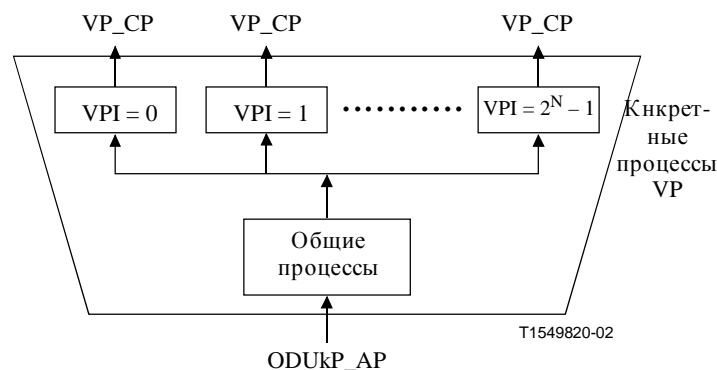 VP_CP VP_CP VP_CP
VPI = 0 VPI = 1 VPI = 2^N – 1
Кнкрет-
ные
процессы
VP
Общие
процессы
T1549820-02
ODUkP_AP